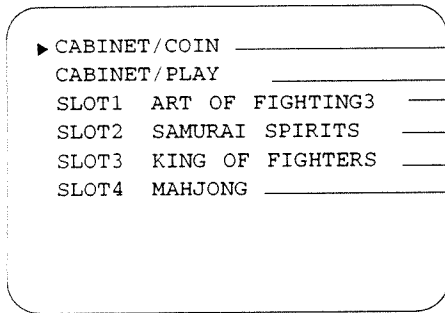 ▶ CABINET/COIN
CABINET/PLAY
SLOT1 ART OF FIGHTING3
SLOT2 SAMURAI SPIRITS
SLOT3 KING OF FIGHTERS
SLOT4 MAHJONG